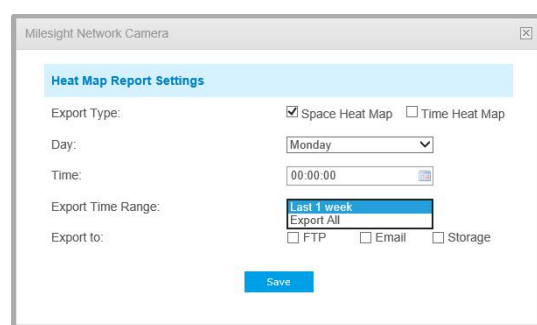 Milesight Network Camera
Heat Map Report Settings
Export Type: Space Heat Map Time Heat Map
Day: Monday
Time: 00:00:00
Export Time Range: Last 1 week
Export All
Export to: FTP Email Storage
Save